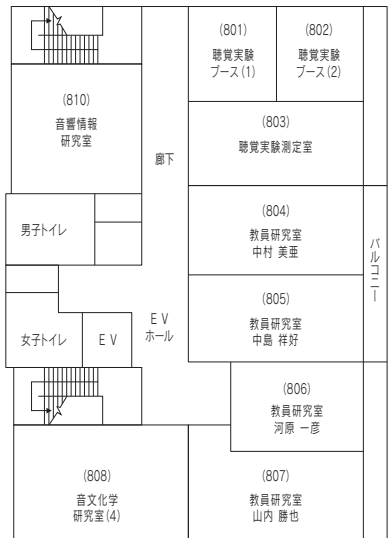 (801)
聴覚実験
ブース(1)
(802)
聴覚実験
ブース(2)
(810)
音響情報
研究室
(803)
聴覚実験測定室
廊下
(804)
教員研究室
中村 美亜
男子トイレ
バルコニー
(805)
教員研究室
中島 祥好
女子トイレ
EV
EV
ホール
(806)
教員研究室
河原 一彦
(808)
音文化学
研究室(4)
(807)
教員研究室
山内 勝也